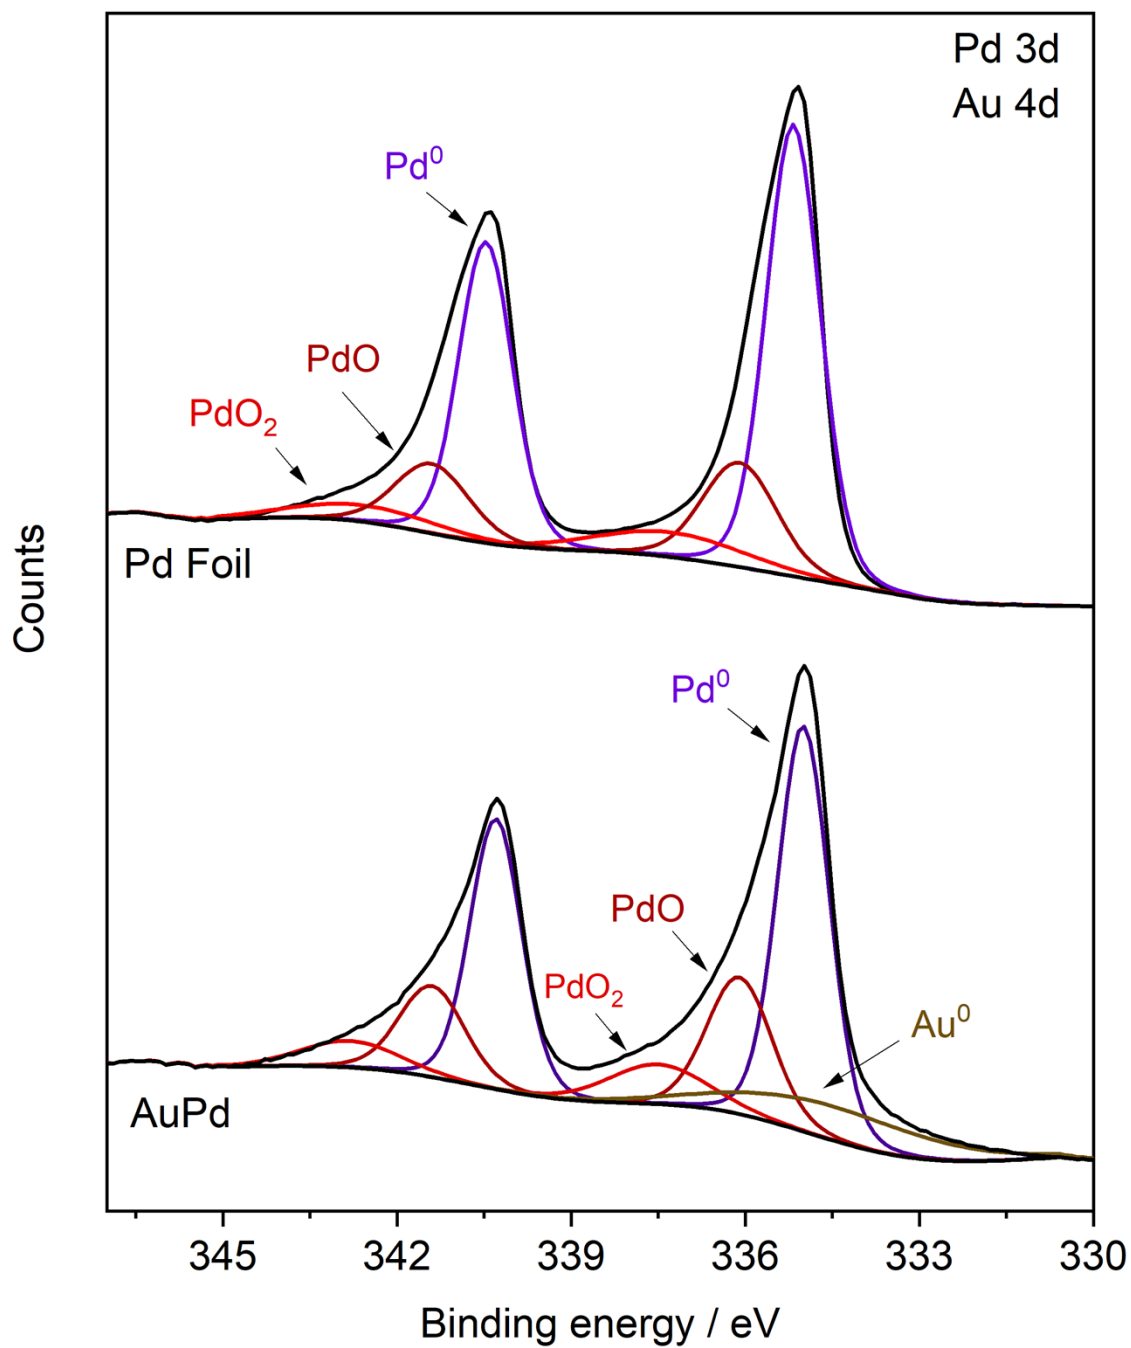 Pd 3d
Au 4d
Pd⁰
PdO
PdO₂
Pd Foil
Counts
Pd⁰
PdO
PdO₂
Au⁰
AuPd
345 342 339 336 333 330
Binding energy / eV